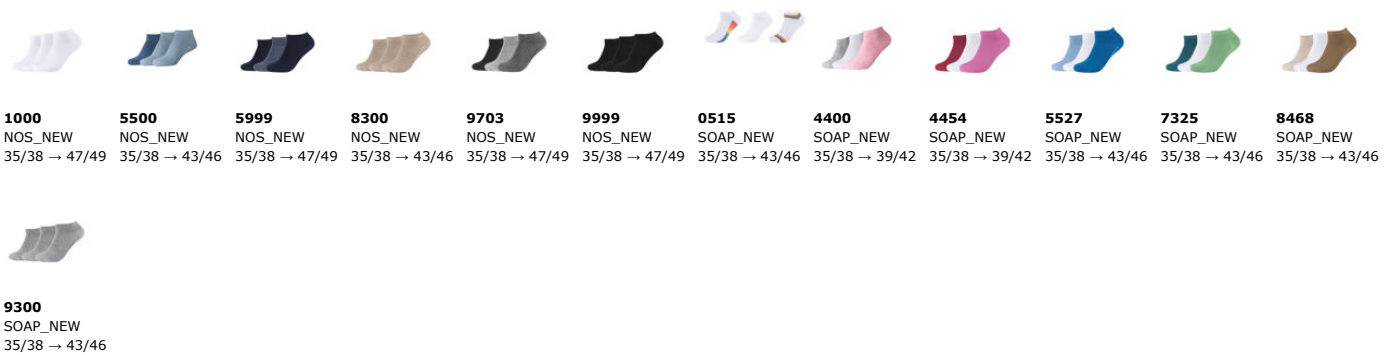 1000
NOS_NEW
35/38 → 47/49
5500
NOS_NEW
35/38 → 43/46
5999
NOS_NEW
35/38 → 47/49
8300
NOS_NEW
35/38 → 43/46
9703
NOS_NEW
35/38 → 47/49
9999
NOS_NEW
35/38 → 47/49
0515
SOAP_NEW
35/38 → 43/46
4400
SOAP_NEW
35/38 → 39/42
4454
SOAP_NEW
35/38 → 39/42
5527
SOAP_NEW
35/38 → 43/46
7325
SOAP_NEW
35/38 → 43/46
8468
SOAP_NEW
35/38 → 43/46
9300
SOAP_NEW
35/38 → 43/46